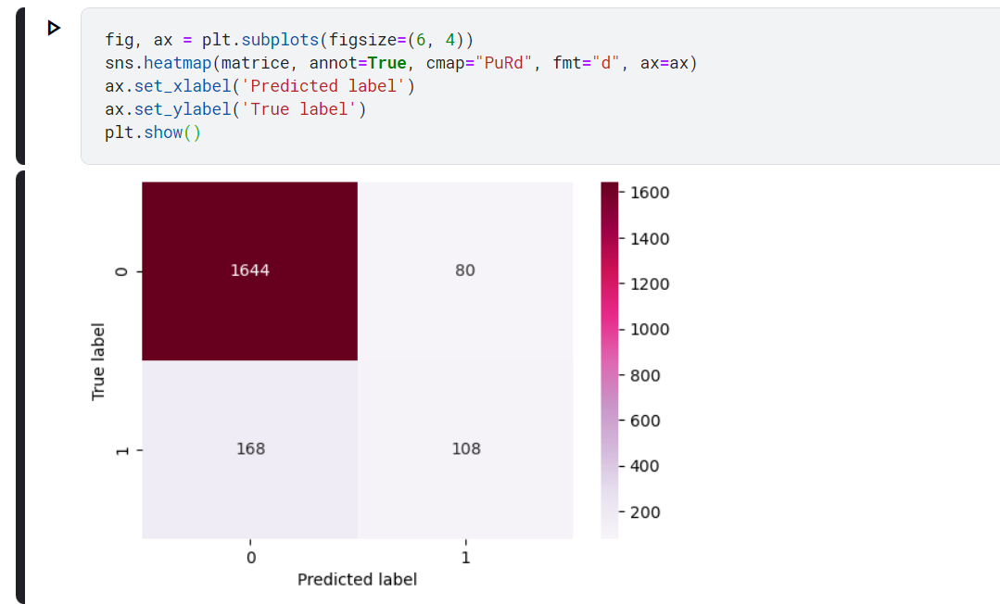 fig, ax = plt.subplots(figsize=(6, 4))
sns.heatmap(matrice, annot=True, cmap="PuRd", fmt="d", ax=ax)
ax.set_xlabel('Predicted label')
ax.set_ylabel('True label')
plt.show()
1600
1400
1200
1000
800
600
400
200
True label
0
1644
80
1
168
108
0
1
Predicted label